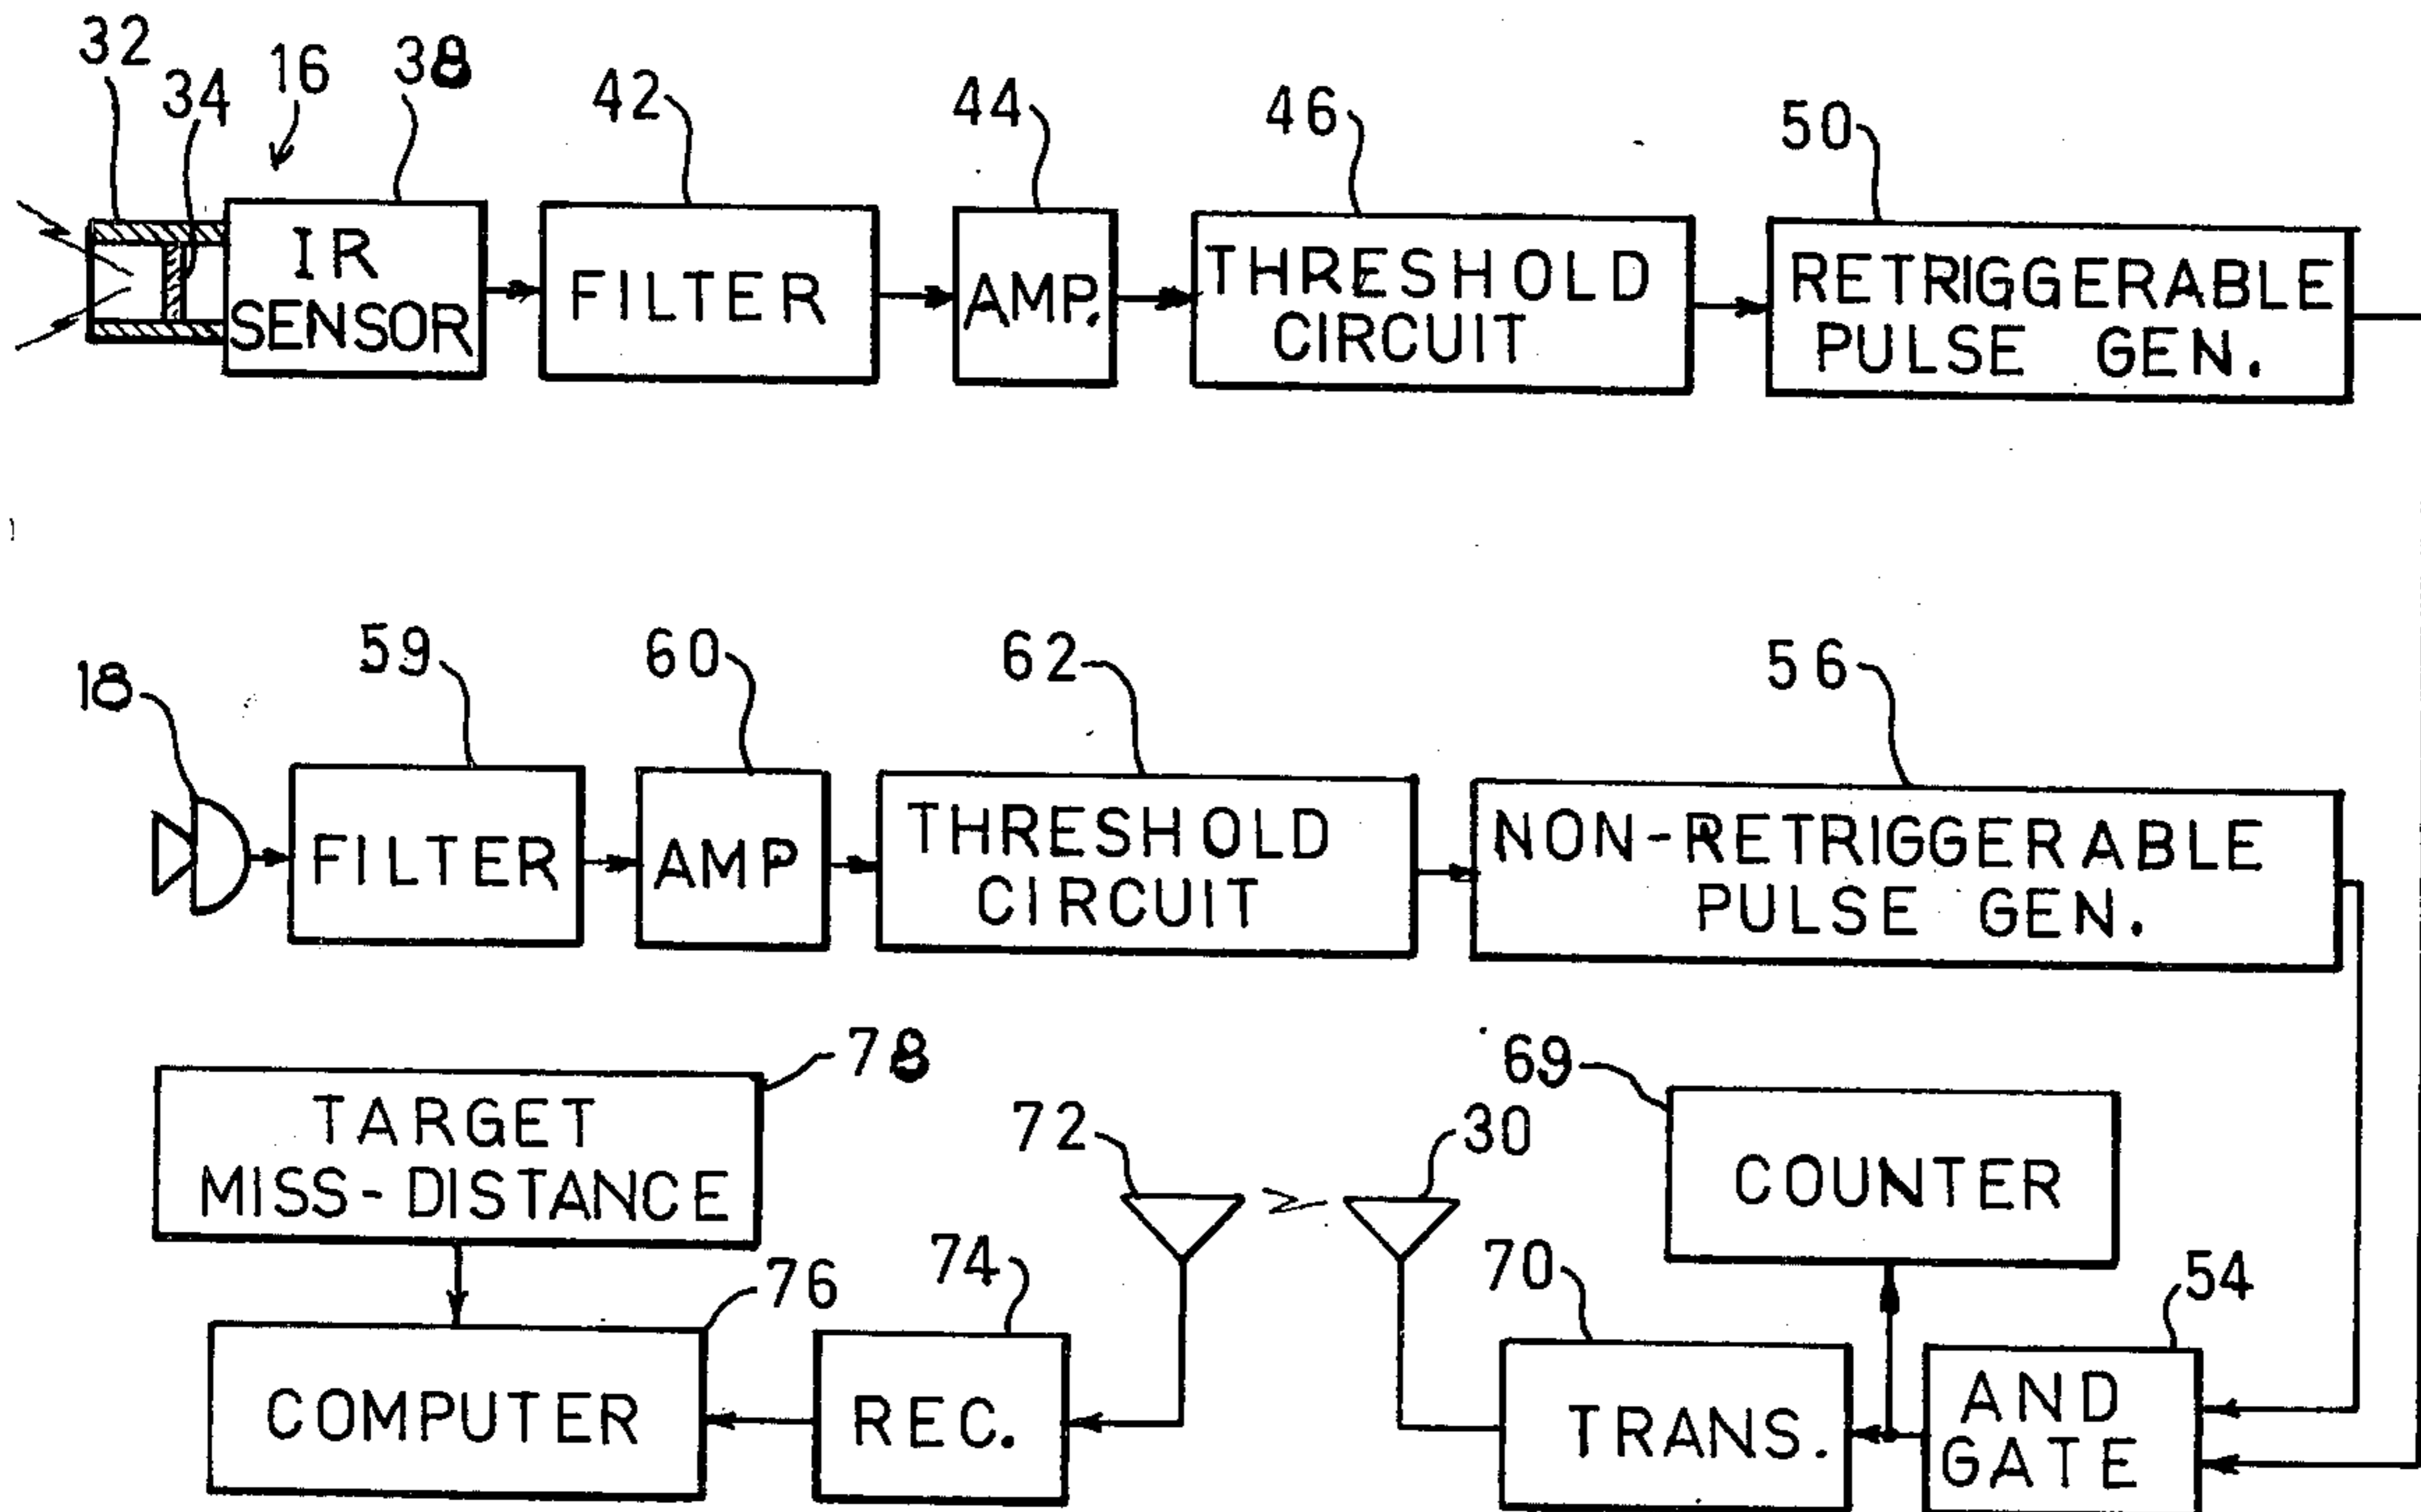 32
34
16
38
42
44
46
50
IR
SENSOR
FILTER
AMP.
THRESHOLD
CIRCUIT
RETRIGGERABLE
PULSE GEN.
18
59
60
62
56
FILTER
AMP
THRESHOLD
CIRCUIT
NON-RETRIGGERABLE
PULSE GEN.
78
TARGET
MISS-DISTANCE
72
30
69
COUNTER
76
COMPUTER
74
REC.
70
TRANS.
54
AND
GATE